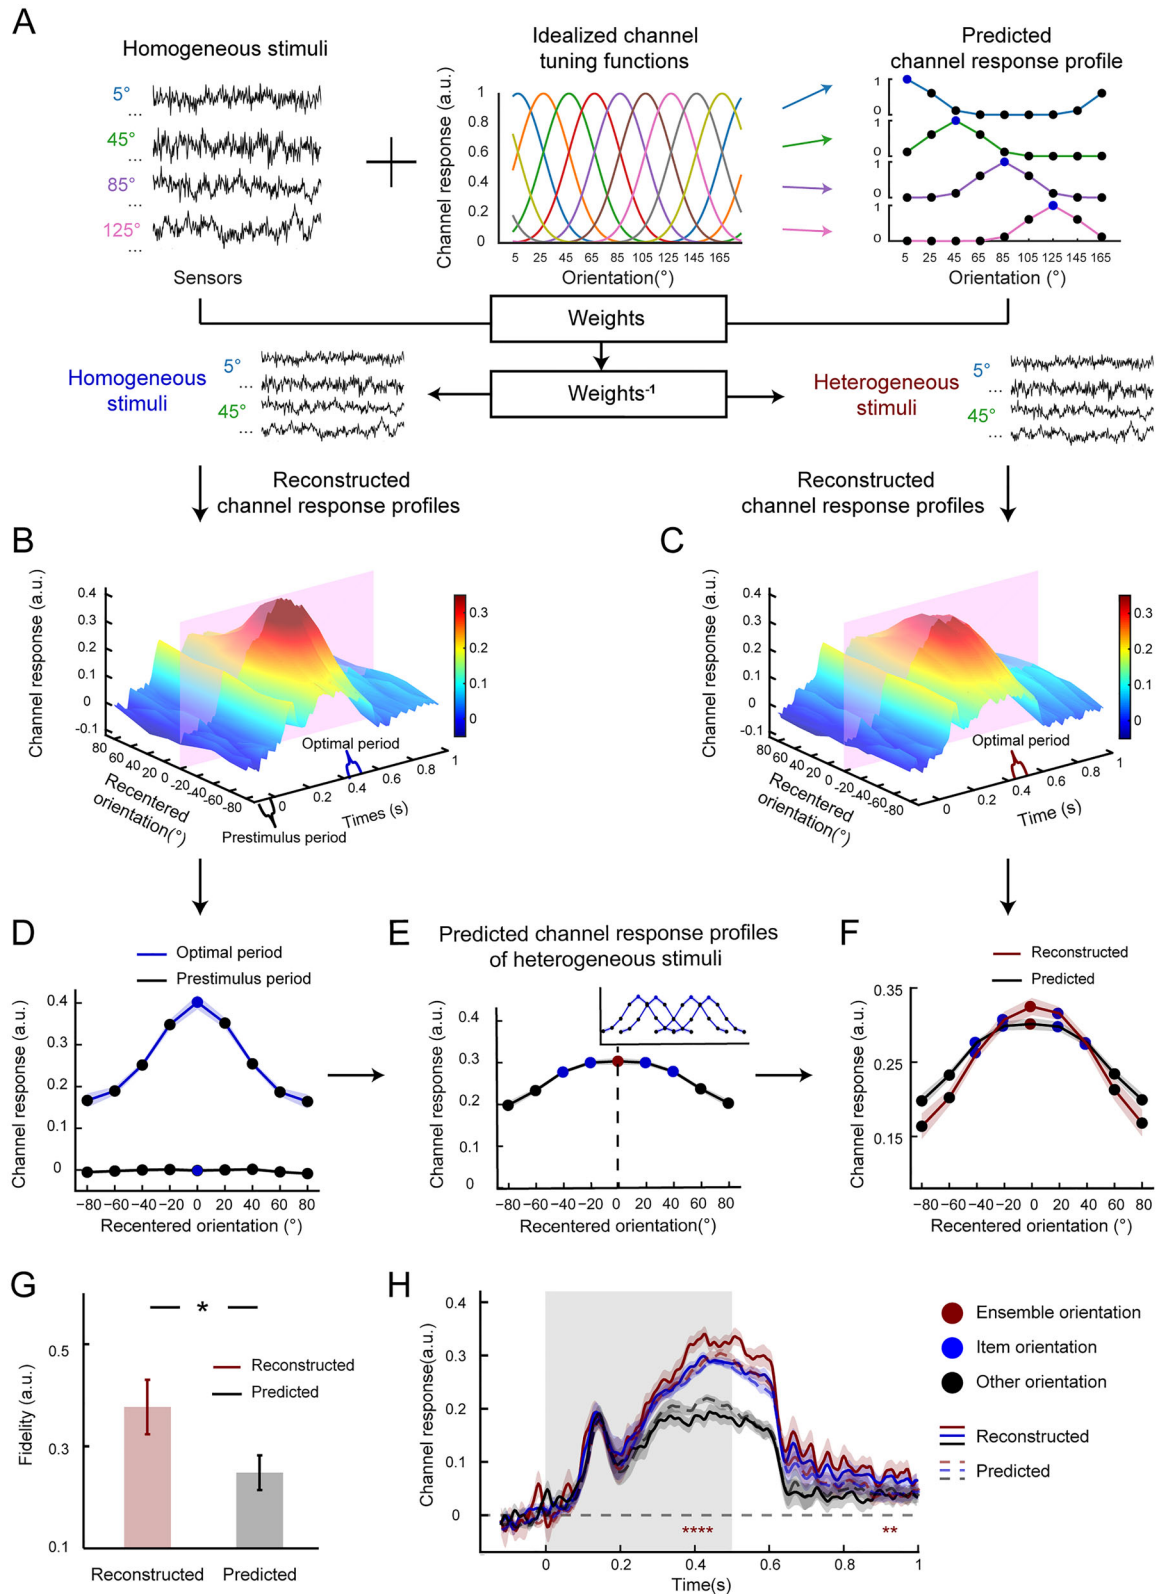 A
Homogeneous stimuli
5°
...
45°
...
85°
...
125°
...
Sensors
Idealized channel
tuning functions
Channel response (a.u.)
1
0.8
0.6
0.4
0.2
0
5 25 45 65 85 105 125 145 165
Orientation(°)
Predicted
channel response profile
1
0
1
0
1
0
1
0
5 25 45 65 85 105 125 145 165
Orientation (°)
Weights
Weights-1
Homogeneous
stimuli
5°
...
45°
...
Heterogeneous
stimuli
5°
...
45°
...
Reconstructed
channel response profiles
Reconstructed
channel response profiles
B
Channel response (a.u.)
0.4
0.3
0.2
0.1
0
-0.1
80 60 40 20 0 -20 -40 -60 -80
Recentered
orientation(°)
Optimal period
Prestimulus period
0 0.2 0.4 0.6 0.8 1
Times (s)
0.3
0.2
0.1
0
C
Channel response (a.u.)
0.4
0.3
0.2
0.1
0
-0.1
80 60 40 20 0 -20 -40 -60 -80
Recentered
orientation(°)
Optimal period
0 0.2 0.4 0.6 0.8 1
Time (s)
0.3
0.2
0.1
0
D
Optimal period
Prestimulus period
Channel response (a.u.)
0.4
0.3
0.2
0.1
0
−80 −60 −40 −20 0 20 40 60 80
Recentered orientation (°)
E
Predicted channel response profiles
of heterogeneous stimuli
Channel response (a.u.)
0.4
0.3
0.2
0.1
0
−80 −60 −40 −20 0 20 40 60 80
Recentered orientation(°)
F
Reconstructed
Predicted
Channel response (a.u.)
0.35
0.25
0.15
−80 −60 −40 −20 0 20 40 60 80
Recentered orientation (°)
G
Fidelity (a.u.)
0.5
0.3
0.1
*
Reconstructed
Predicted
Reconstructed Predicted
H
Channel response(a.u.)
0.4
0.3
0.2
0.1
0
****
**
0 0.2 0.4 0.6 0.8 1
Time(s)
Ensemble orientation
Item orientation
Other orientation
Reconstructed
Predicted